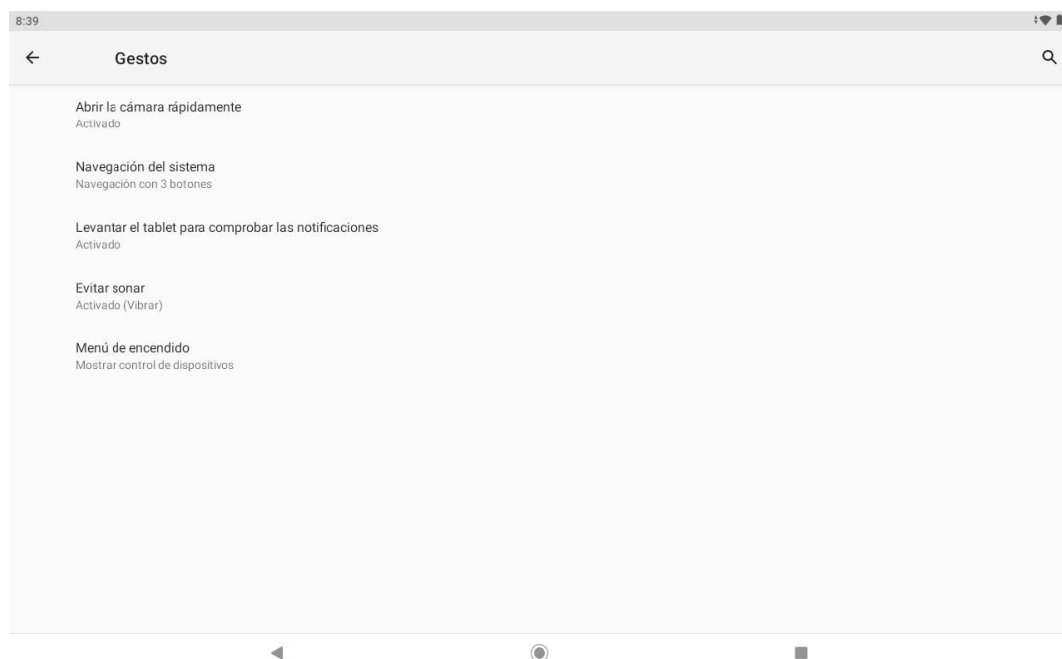 8:39
Gestos
Abrir la cámara rápidamente
Activado
Navegación del sistema
Navegación con 3 botones
Levantar el tablet para comprobar las notificaciones
Activado
Evitar sonar
Activado (Vibrar)
Menú de encendido
Mostrar control de dispositivos